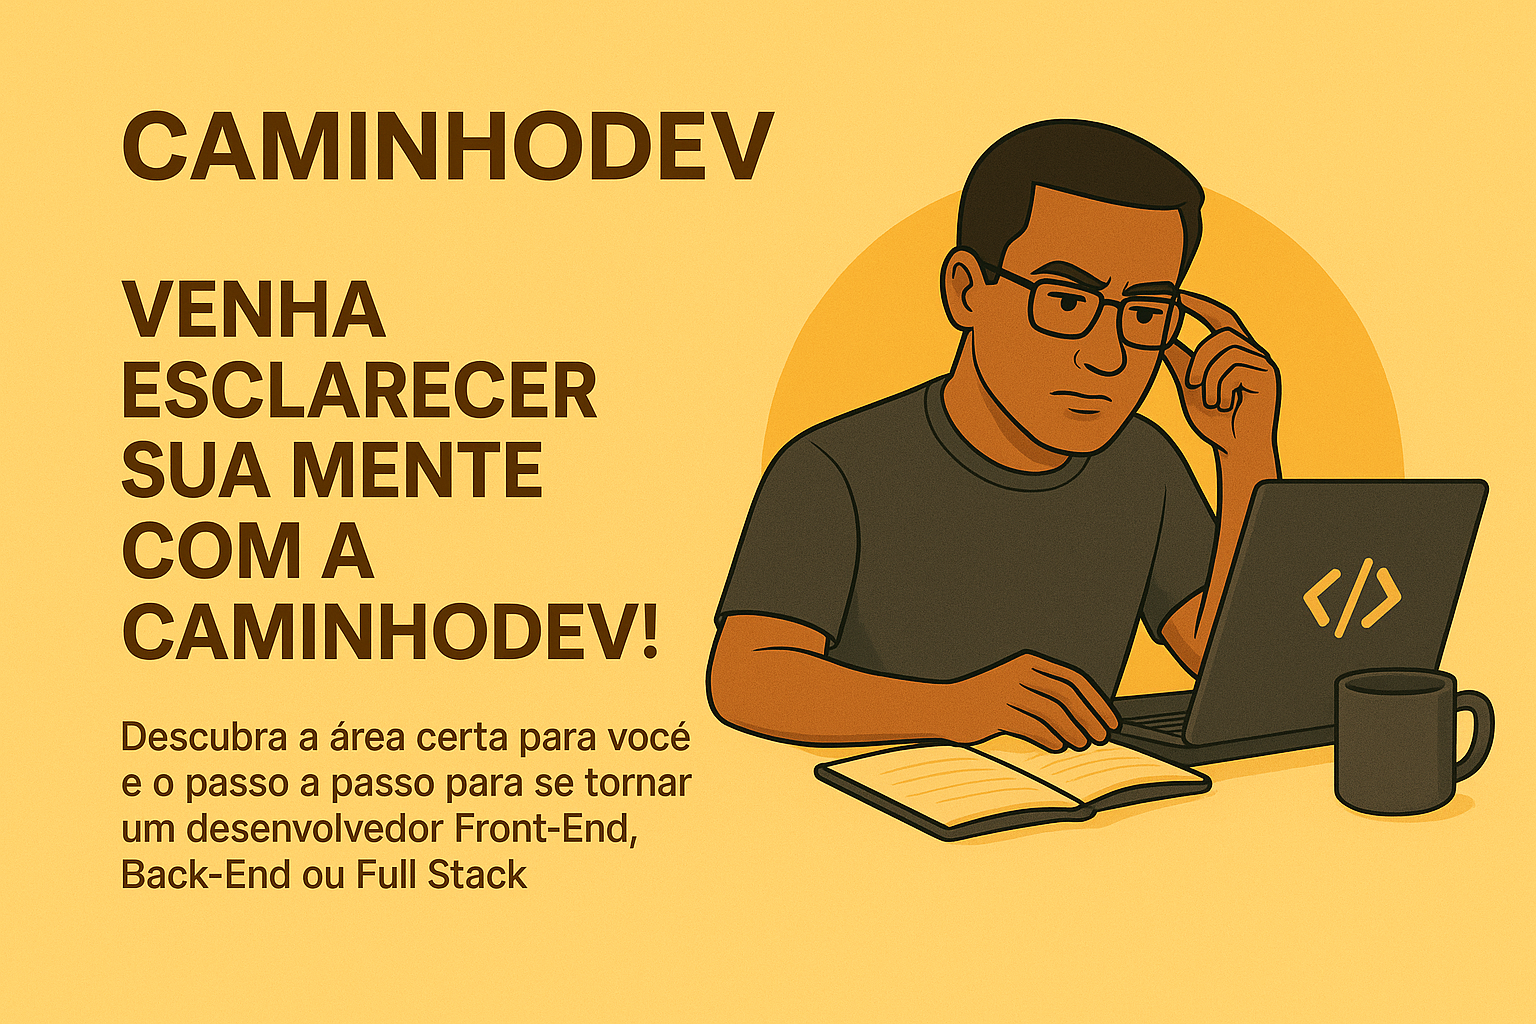 CAMINHODEV
VENHA
ESCLARECER
SUA MENTE
COM A
CAMINHODEV!
Descubra a área certa para vocé
e o passo a passo para se tornar
um desenvolvedor Front-End,
Back-End ou Full Stack
</>